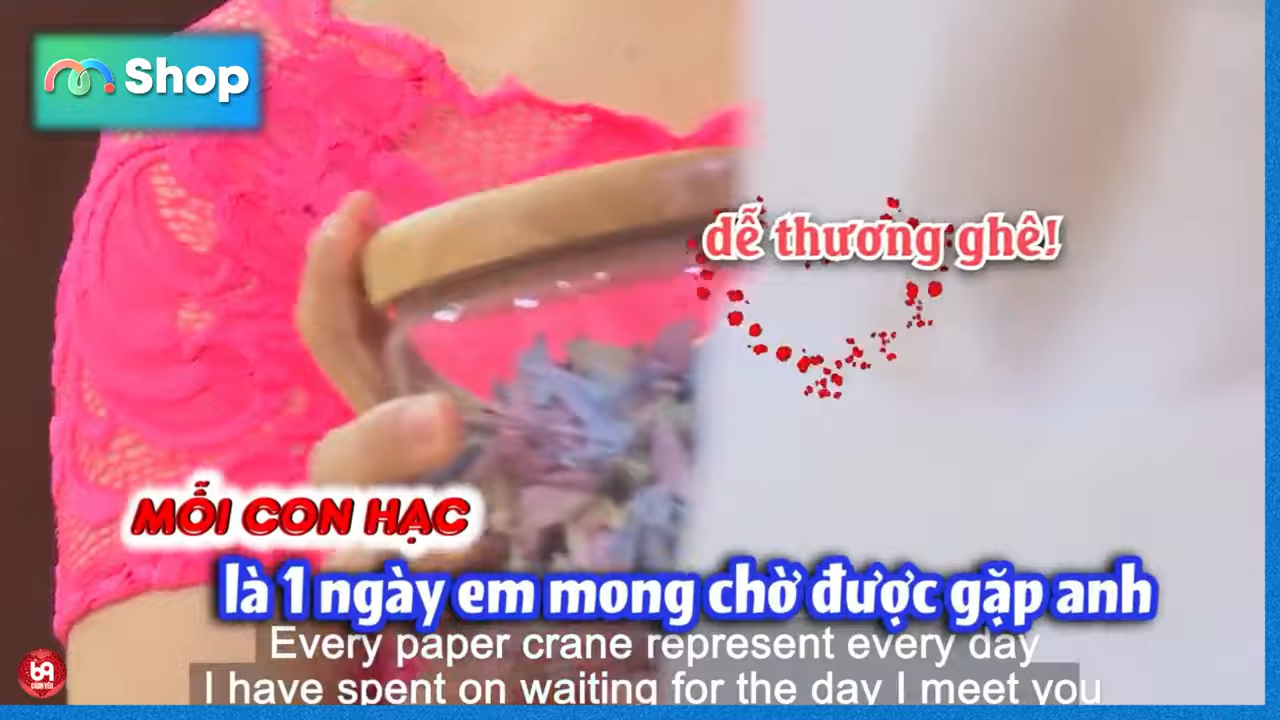 Shop
dễ thương ghê!
MỖI CON HẠC
là 1 ngày em mong chờ được gặp anh
Every paper crane represent every day
I have spent on waiting for the day I meet you